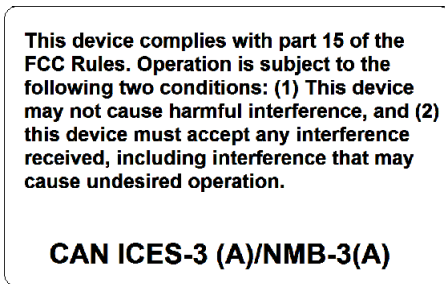 This device complies with part 15 of the
FCC Rules. Operation is subject to the
following two conditions: (1) This device
may not cause harmful interference, and (2)
this device must accept any interference
received, including interference that may
cause undesired operation.
CAN ICES-3 (A)/NMB-3(A)